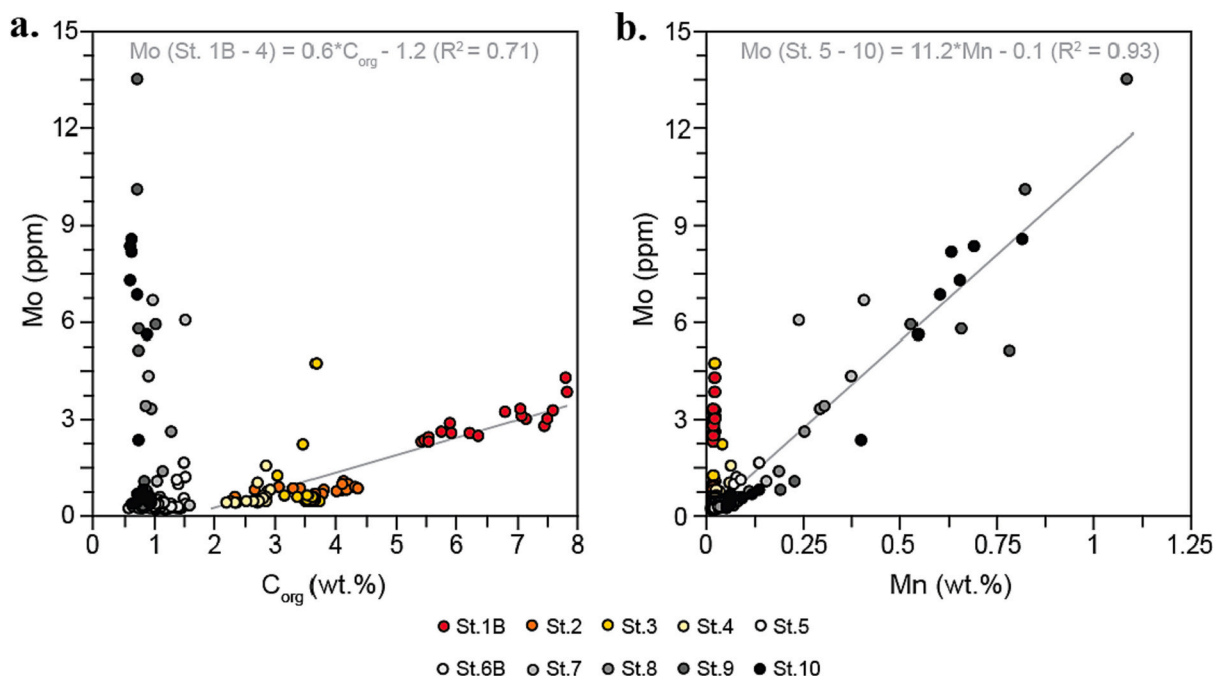 a.
Mo (St. 1B - 4) = 0.6*Corg - 1.2 (R² = 0.71)
15
12
9
6
3
0
Mo (ppm)
0 1 2 3 4 5 6 7 8
Corg (wt.%)
b.
Mo (St. 5 - 10) = 11.2*Mn - 0.1 (R² = 0.93)
15
12
9
6
3
0
Mo (ppm)
0 0.25 0.5 0.75 1 1.25
Mn (wt.%)
St.1B St.2 St.3 St.4 St.5
St.6B St.7 St.8 St.9 St.10